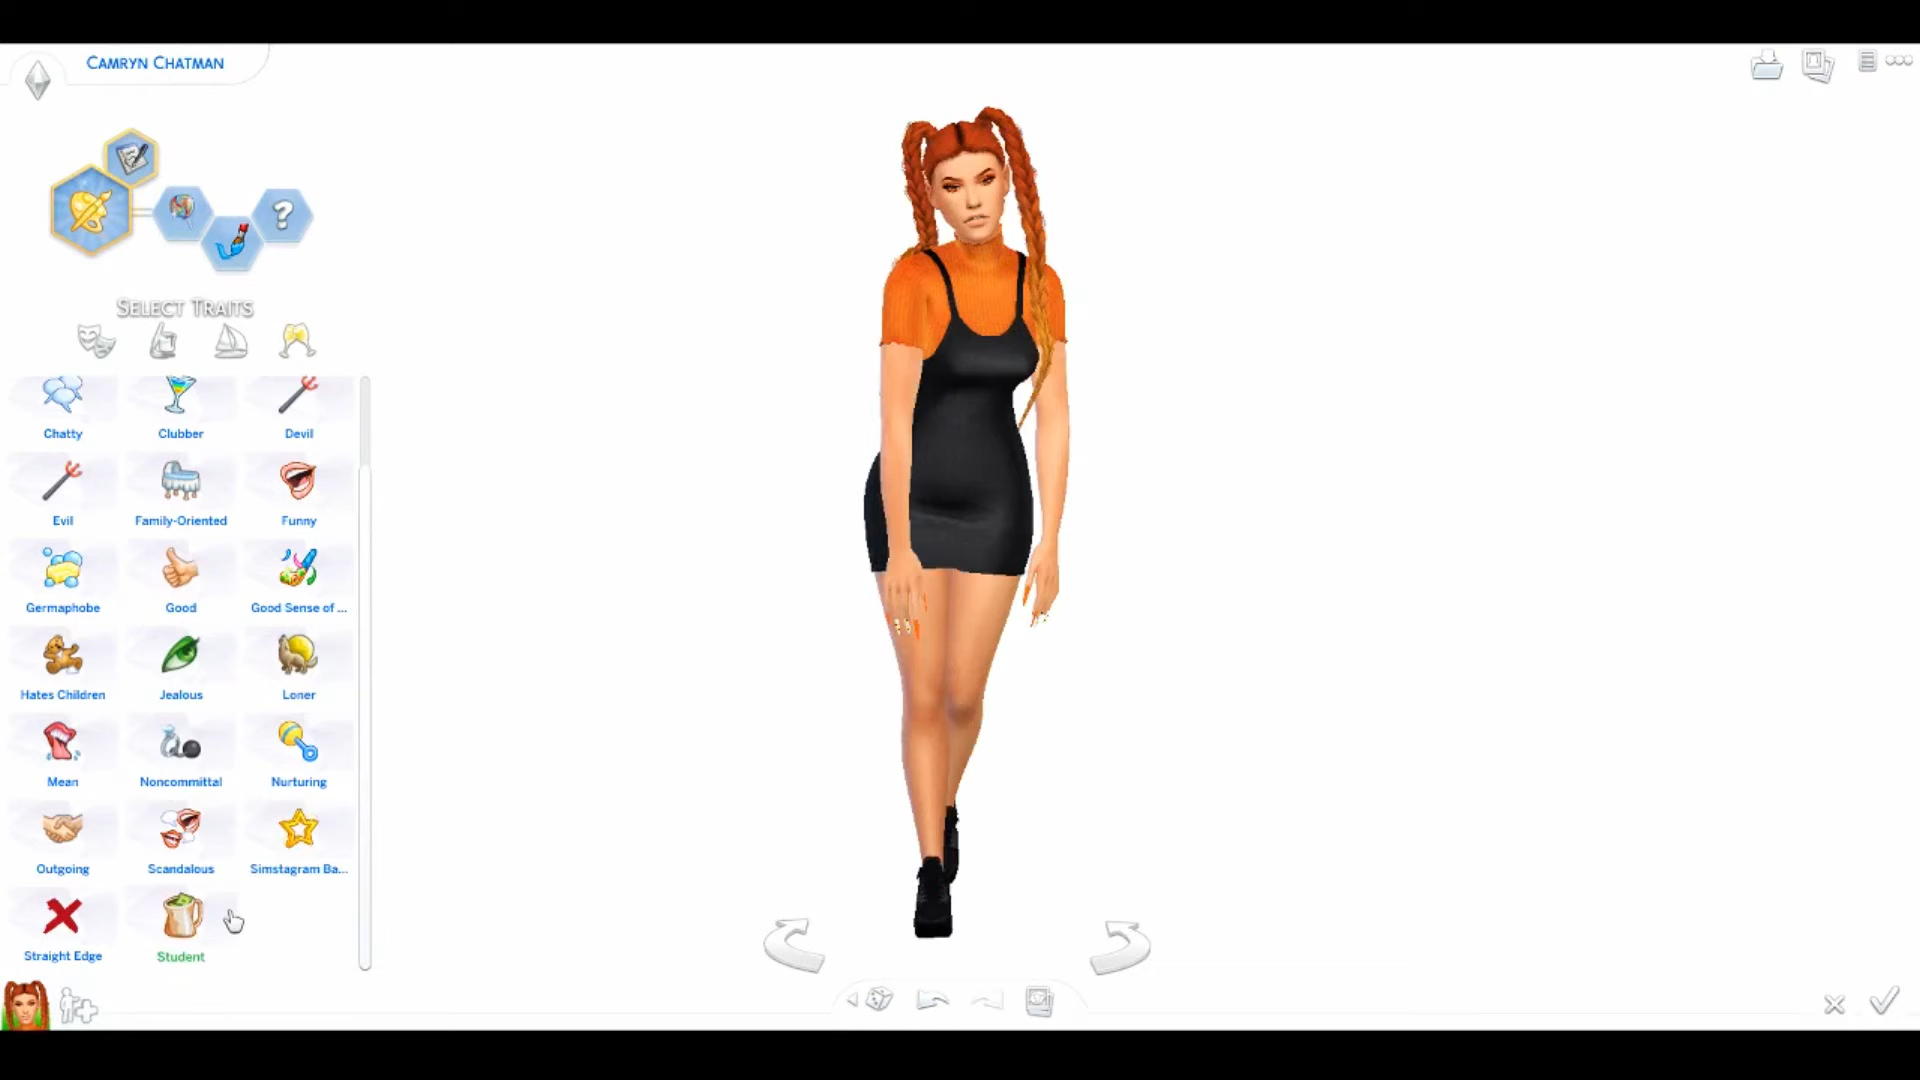 CAMRYN CHATMAN
?
SELECT TRAITS
Chatty Clubber Devil
Evil Family-Oriented Funny
Germaphobe Good Good Sense of ...
Hates Children Jealous Loner
Mean Noncommittal Nurturing
Outgoing Scandalous Simstagram Ba...
Straight Edge Student